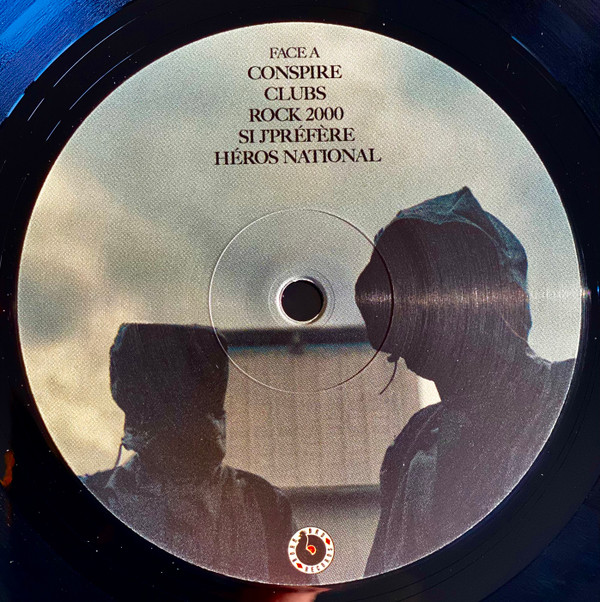 FACE A
CONSPIRE
CLUBS
ROCK 2000
SI J'PRÉFÈRE
HÉROS NATIONAL